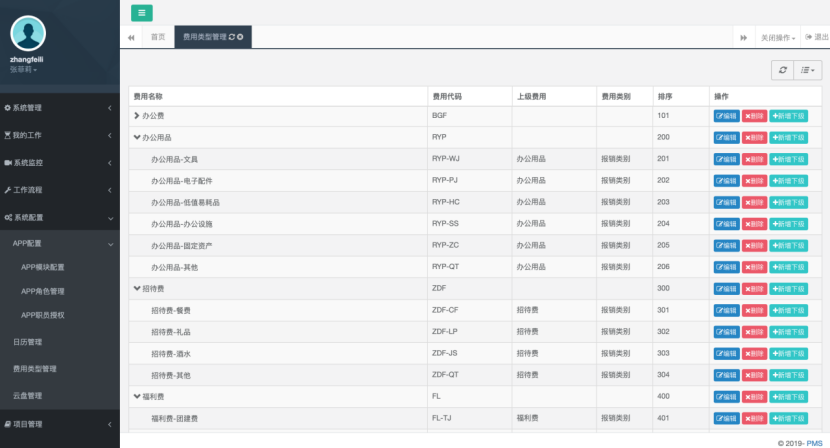 zhangfeili
张菲莉
系统管理
我的工作
系统监控
工作流程
系统配置
APP配置
APP模块配置
APP角色管理
APP职员授权
日历管理
费用类型管理
云盘管理
项目管理
首页 费用类型管理 关闭操作 退出
费用名称 费用代码 上级费用 费用类别 排序 操作
办公费 BGF 101 编辑 删除 新增下级
办公用品 RYP 200 编辑 删除 新增下级
办公用品-文具 RYP-WJ 办公用品 报销类别 201 编辑 删除 新增下级
办公用品-电子配件 RYP-PJ 办公用品 报销类别 202 编辑 删除 新增下级
办公用品-低值易耗品 RYP-HC 办公用品 报销类别 203 编辑 删除 新增下级
办公用品-办公设施 RYP-SS 办公用品 报销类别 204 编辑 删除 新增下级
办公用品-固定资产 RYP-ZC 办公用品 报销类别 205 编辑 删除 新增下级
办公用品-其他 RYP-QT 办公用品 报销类别 206 编辑 删除 新增下级
招待费 ZDF 300 编辑 删除 新增下级
招待费-餐费 ZDF-CF 招待费 报销类别 301 编辑 删除 新增下级
招待费-礼品 ZDF-LP 招待费 报销类别 302 编辑 删除 新增下级
招待费-酒水 ZDF-JS 招待费 报销类别 303 编辑 删除 新增下级
招待费-其他 ZDF-QT 招待费 报销类别 304 编辑 删除 新增下级
福利费 FL 400 编辑 删除 新增下级
福利费-团建费 FL-TJ 福利费 报销类别 401 编辑 删除 新增下级
© 2019- PMS